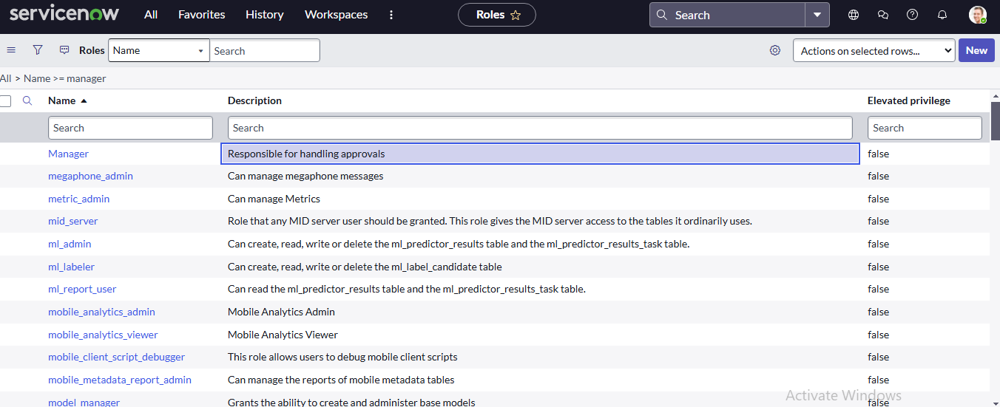 servicenow All Favorites History Workspaces Roles Search
Roles Name Search Actions on selected rows... New
All > Name >= manager
Name Description Elevated privilege
Search Search Search
Manager Responsible for handling approvals false
megaphone_admin Can manage megaphone messages false
metric_admin Can manage Metrics false
mid_server Role that any MID server user should be granted. This role gives the MID server access to the tables it ordinarily uses. false
ml_admin Can create, read, write or delete the ml_predictor_results table and the ml_predictor_results_task table. false
ml_labeler Can create, read, write or delete the ml_label_candidate table false
ml_report_user Can read the ml_predictor_results table and the ml_predictor_results_task table. false
mobile_analytics_admin Mobile Analytics Admin false
mobile_analytics_viewer Mobile Analytics Viewer false
mobile_client_script_debugger This role allows users to debug mobile client scripts false
mobile_metadata_report_admin Can manage the reports of mobile metadata tables false
Activate Windows
model_manager Grants the ability to create and administer base models false